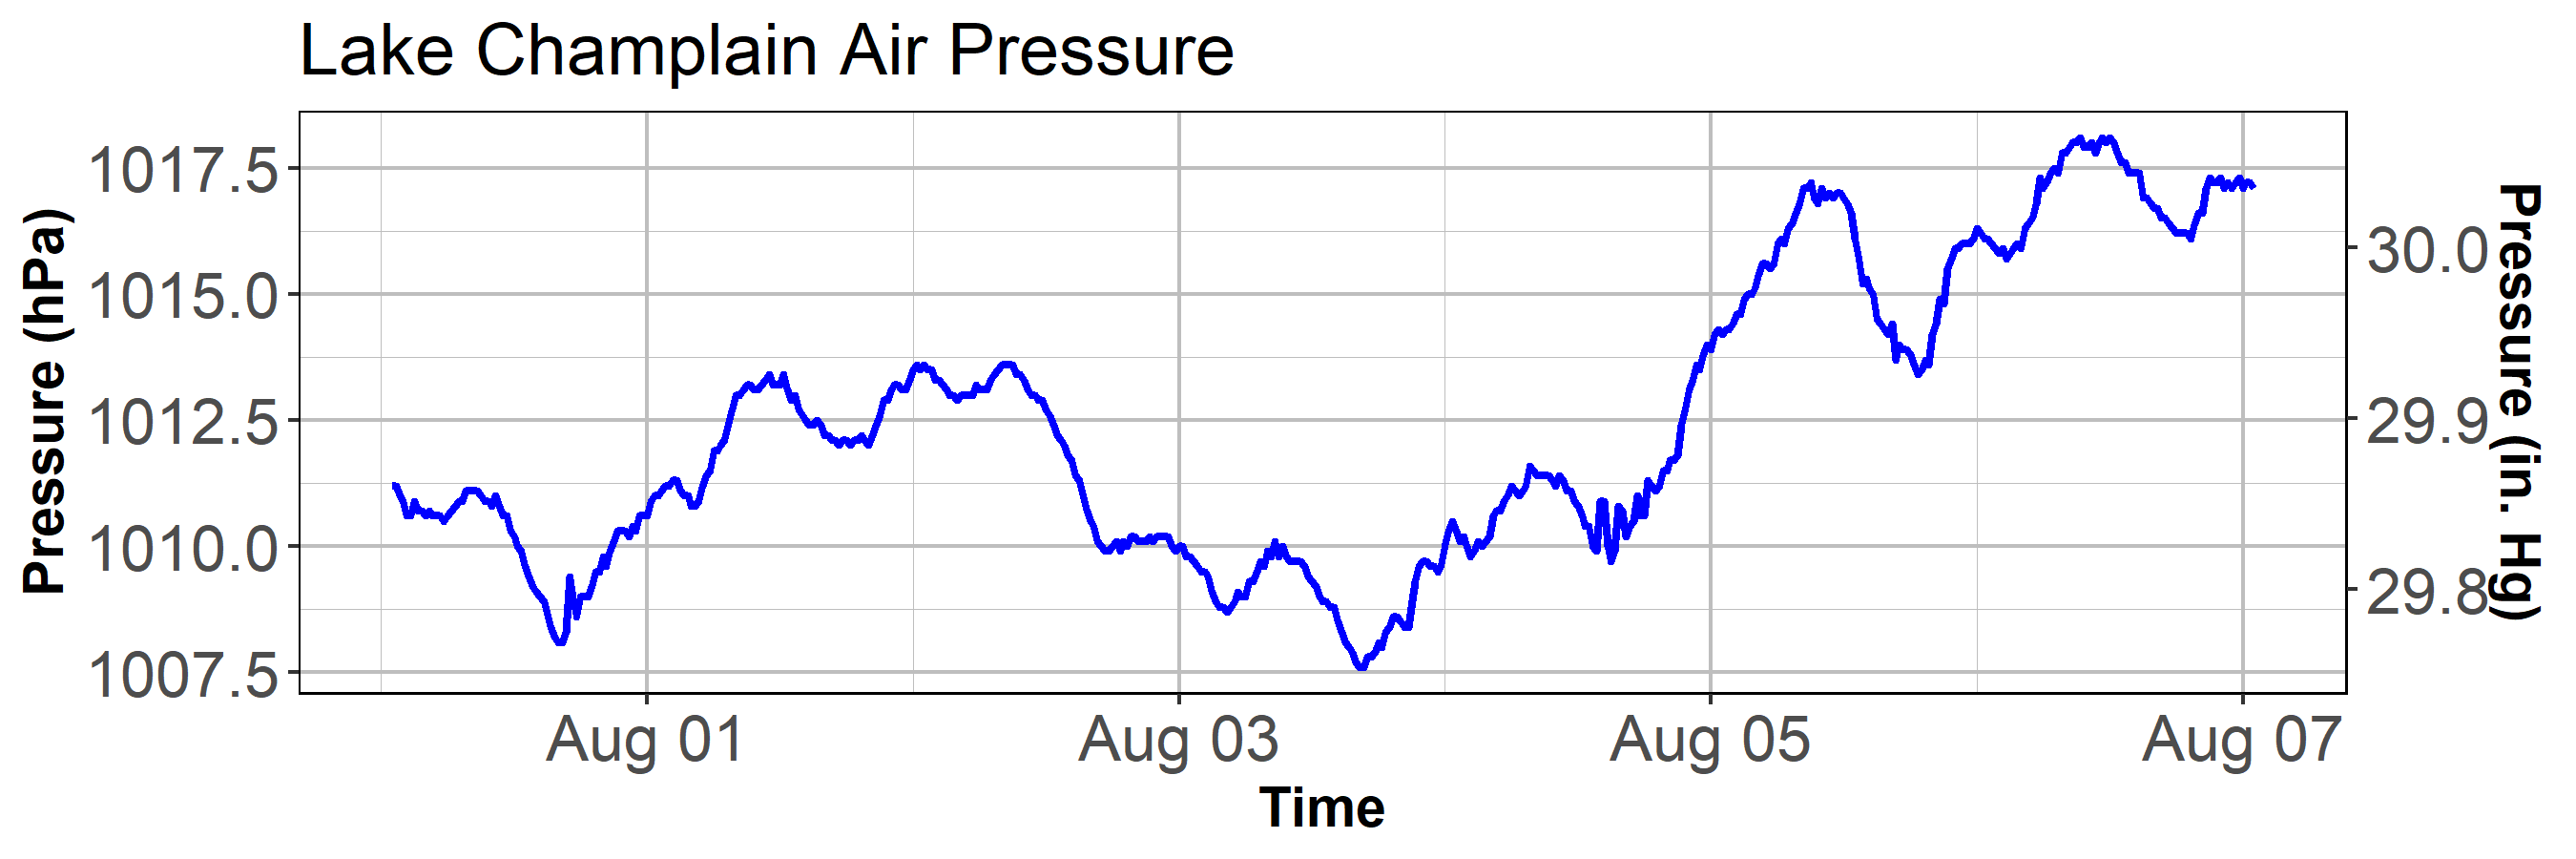 Lake Champlain Air Pressure
Pressure (hPa)
1017.5
1015.0
1012.5
1010.0
1007.5
30.0
29.9
29.8
Pressure (in. Hg)
Aug 01 Aug 03 Aug 05 Aug 07
Time